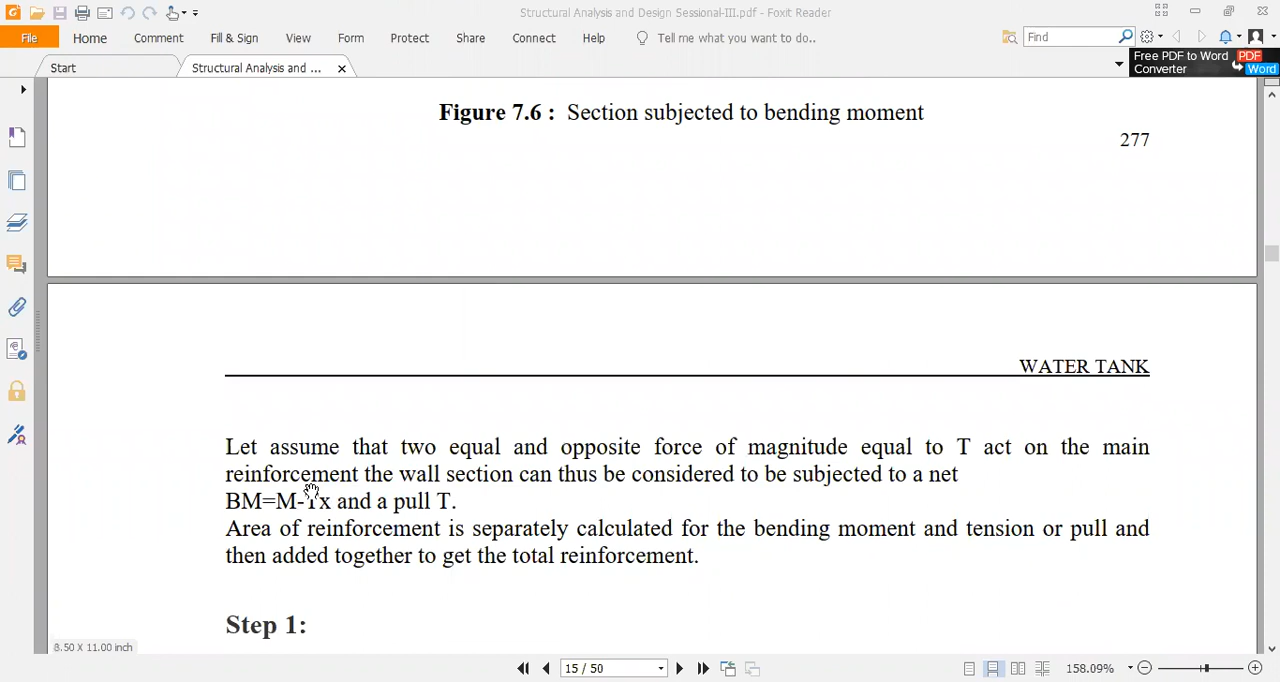 Structural Analysis and Design Sessional-III.pdf - Foxit Reader
File Home Comment Fill & Sign View Form Protect Share Connect Help Tell me what you want to do.. Find
Free PDF to Word Converter PDF Word
Start Structural Analysis and ...
Figure 7.6 : Section subjected to bending moment
277
WATER TANK
Let assume that two equal and opposite force of magnitude equal to T act on the main
reinforcement the wall section can thus be considered to be subjected to a net
BM=M-Tx and a pull T.
Area of reinforcement is separately calculated for the bending moment and tension or pull and
then added together to get the total reinforcement.
Step 1:
8.50 X 11.00 inch
15 / 50 158.09%